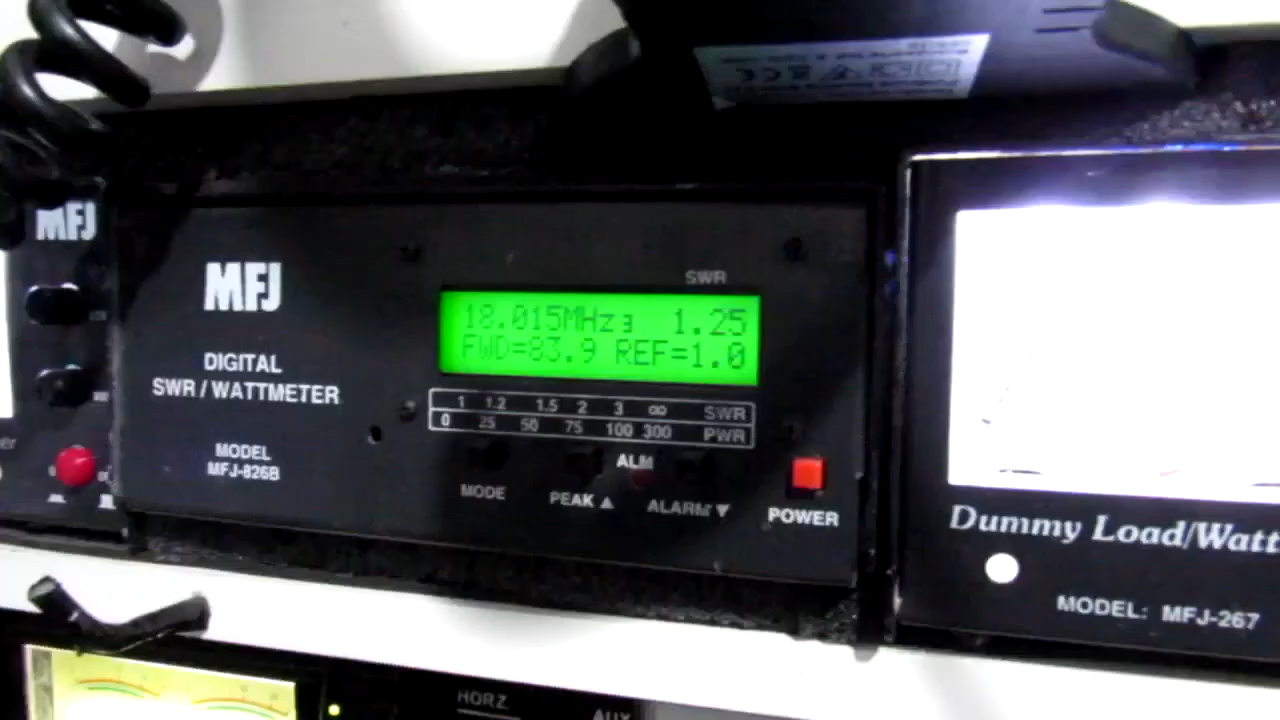 MFJ
MFJ
DIGITAL
SWR / WATTMETER
MODEL
MFJ-826B
SWR
18.015MHz 1.25
FWD=83.9 REF=1.0
1 1.2 1.5 2 3 ∞ SWR
0 25 50 75 100 300 PWR
ALM
MODE PEAK ▲ ALARM ▼
POWER
Dummy Load/Watt
MODEL: MFJ-267
HORZ
AUX